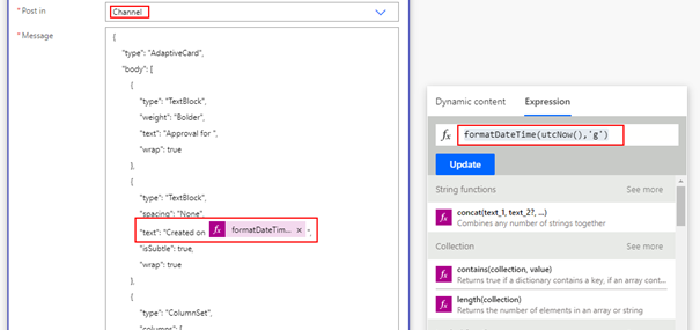 * Post in
Channel
* Message
{
"type": "AdaptiveCard",
"body": [
{
"type": "TextBlock",
"weight": "Bolder",
"text": "Approval for ",
"wrap": true
},
{
"type": "TextBlock",
"spacing": "None",
"text": "Created on fx formatDateTim... × ",
"isSubtle": true,
"wrap": true
},
{
"type": "ColumnSet",
"columns": [
Dynamic content Expression
fx formatDateTime(utcNow(),'g')
Update
String functions See more
fx concat(text_1, text_2?, ...)
Combines any number of strings together
Collection See more
fx contains(collection, value)
Returns true if a dictionary contains a key, if an array cont...
fx length(collection)
Returns the number of elements in an array or string